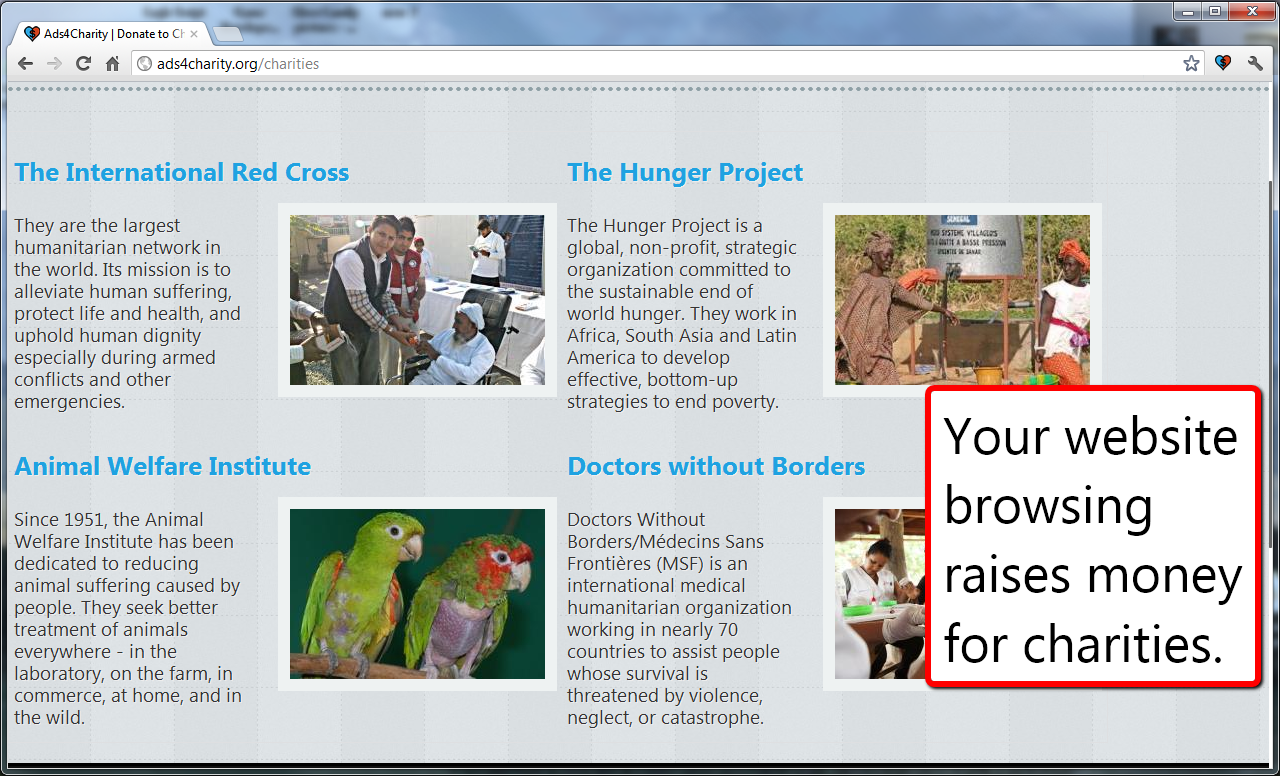 Ads4Charity | Donate to Ch
ads4charity.org/charities
The International Red Cross
They are the largest
humanitarian network in
the world. Its mission is to
alleviate human suffering,
protect life and health, and
uphold human dignity
especially during armed
conflicts and other
emergencies.
The Hunger Project
The Hunger Project is a
global, non-profit, strategic
organization committed to
the sustainable end of
world hunger. They work in
Africa, South Asia and Latin
America to develop
effective, bottom-up
strategies to end poverty.
SENEGAL
Animal Welfare Institute
Since 1951, the Animal
Welfare Institute has been
dedicated to reducing
animal suffering caused by
people. They seek better
treatment of animals
everywhere - in the
laboratory, on the farm, in
commerce, at home, and in
the wild.
Doctors without Borders
Doctors Without
Borders/Médecins Sans
Frontières (MSF) is an
international medical
humanitarian organization
working in nearly 70
countries to assist people
whose survival is
threatened by violence,
neglect, or catastrophe.
Your website
browsing
raises money
for charities.